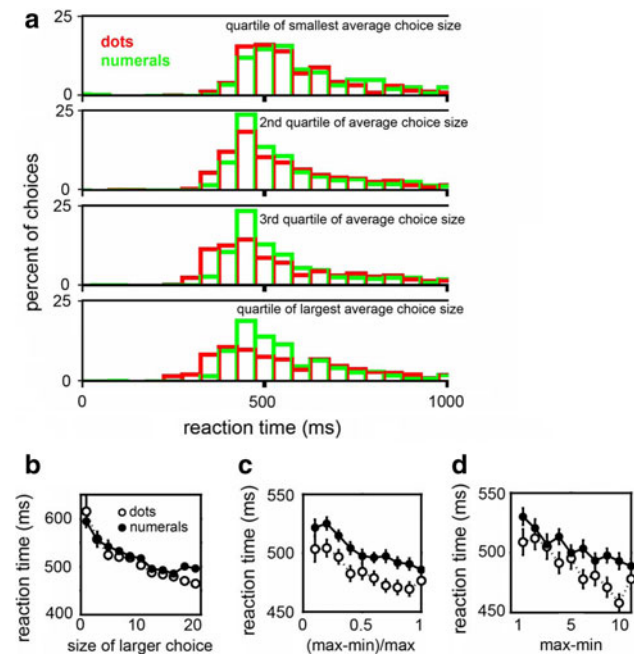 a
quartile of smallest average choice size
dots
numerals
25
0
25
2nd quartile of average choice size
0
25
3rd quartile of average choice size
0
25
quartile of largest average choice size
0
percent of choices
0 500 1000
reaction time (ms)
b
reaction time (ms)
600
500
400
dots
numerals
0 10 20
size of larger choice
c
reaction time (ms)
550
500
450
0 0.5 1
(max-min)/max
d
reaction time (ms)
550
500
450
1 5 10
max-min